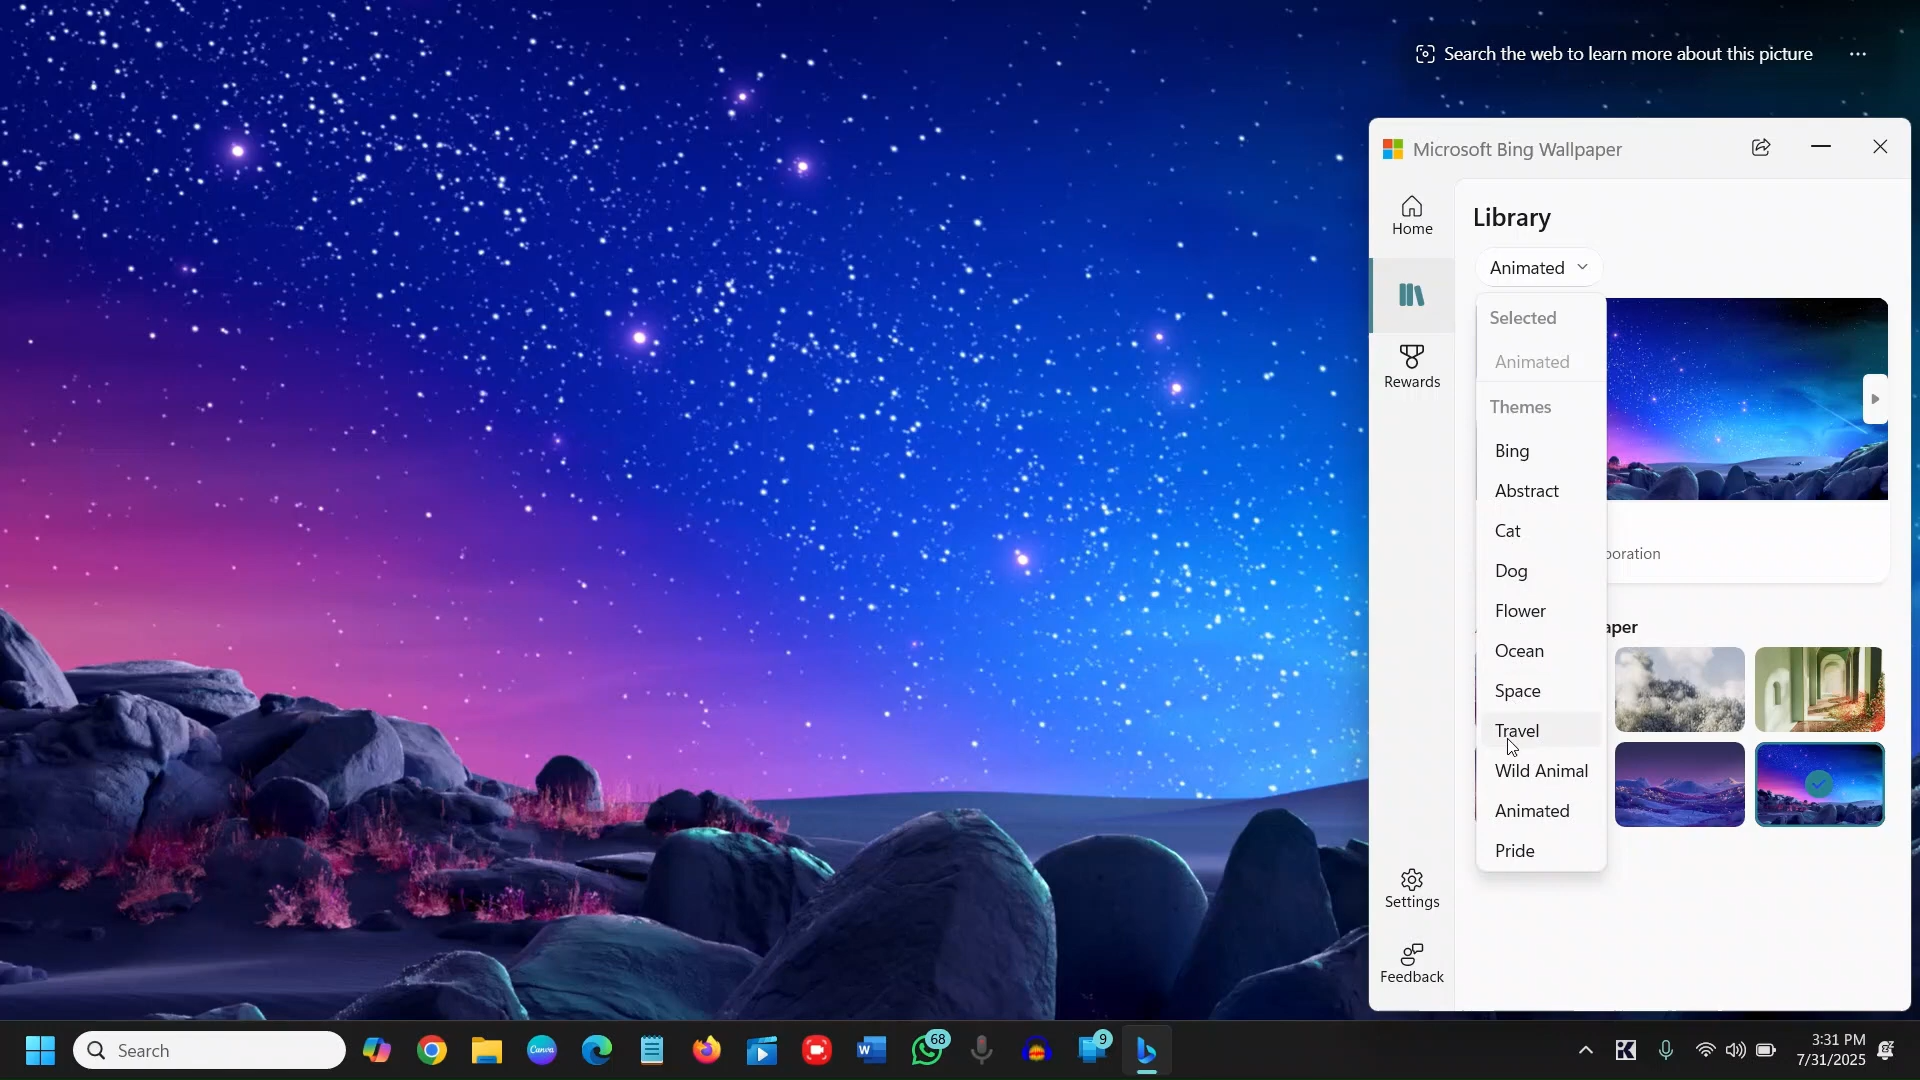 Search the web to learn more about this picture
Microsoft Bing Wallpaper
Home
Rewards
Settings
Feedback
Library
Animated
Selected
Animated
Themes
Bing
Abstract
Cat
Dog
Flower
Ocean
Space
Travel
Wild Animal
Animated
Pride
Search
Canva
68
9
3:31 PM
7/31/2025